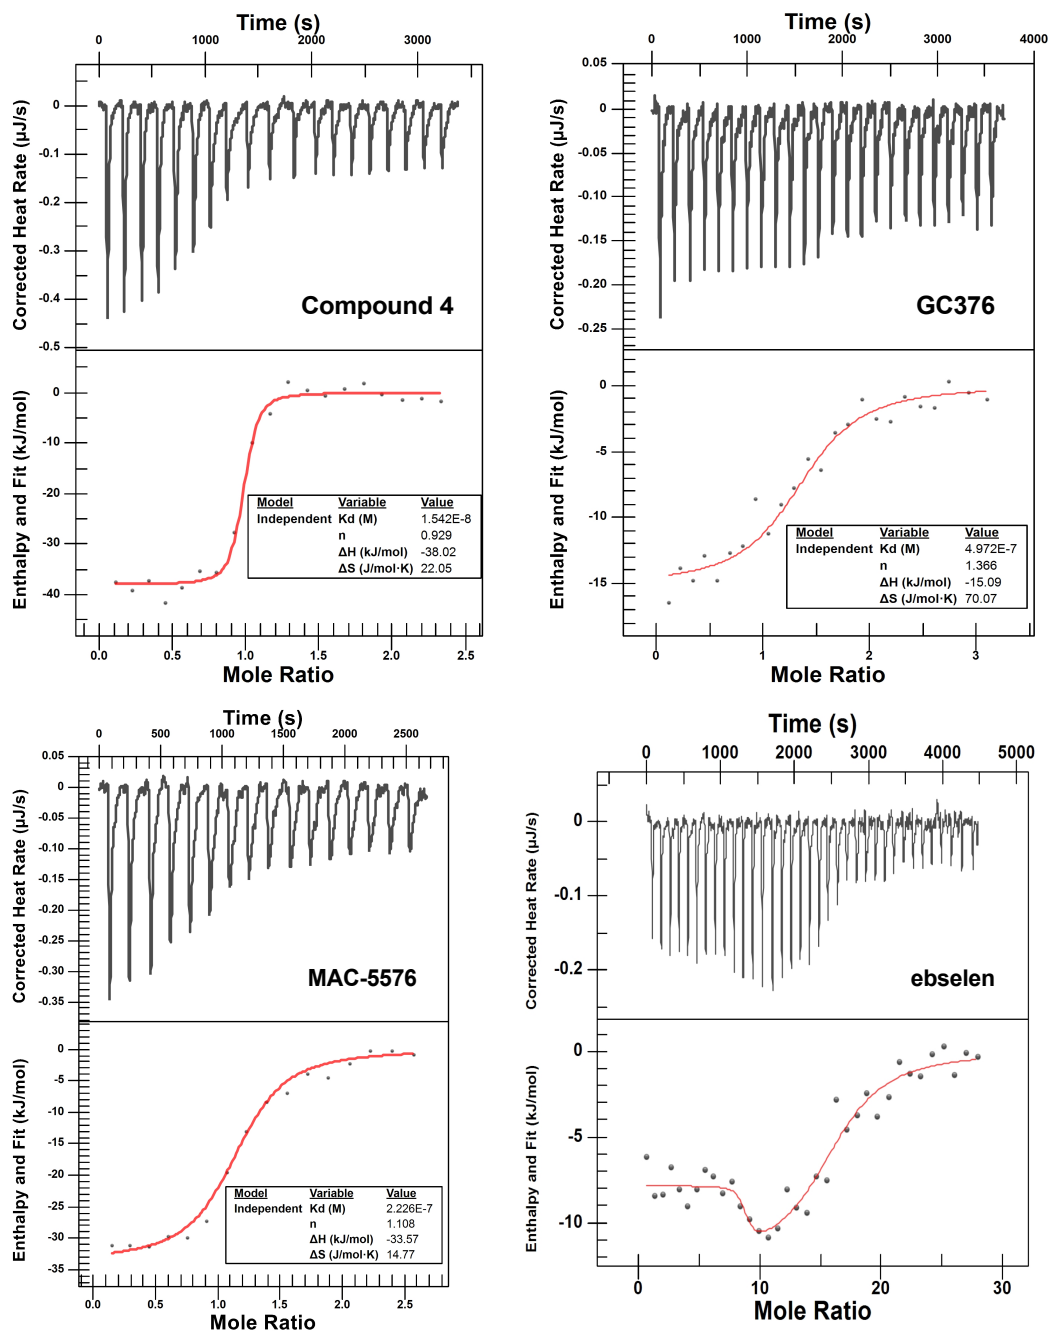 Time (s)
0 1000 2000 3000
Corrected Heat Rate (µJ/s)
0
-0.1
-0.2
-0.3
-0.4
-0.5
Compound 4
Enthalpy and Fit (kJ/mol)
0
-10
-20
-30
-40
Model Variable Value
Independent Kd (M) 1.542E-8
n 0.929
ΔH (kJ/mol) -38.02
ΔS (J/mol·K) 22.05
0.0 0.5 1.0 1.5 2.0 2.5
Mole Ratio
Time (s)
0 1000 2000 3000 4000
Corrected Heat Rate (µJ/s)
0.05
0
-0.05
-0.10
-0.15
-0.20
-0.25
GC376
Enthalpy and Fit (kJ/mol)
0
-5
-10
-15
Model Variable Value
Independent Kd (M) 4.972E-7
n 1.366
ΔH (kJ/mol) -15.09
ΔS (J/mol·K) 70.07
0 1 2 3
Mole Ratio
Time (s)
0 500 1000 1500 2000 2500
Corrected Heat Rate (µJ/s)
0.05
0
-0.05
-0.10
-0.15
-0.20
-0.25
-0.30
-0.35
MAC-5576
Enthalpy and Fit (kJ/mol)
0
-5
-10
-15
-20
-25
-30
-35
Model Variable Value
Independent Kd (M) 2.226E-7
n 1.108
ΔH (kJ/mol) -33.57
ΔS (J/mol·K) 14.77
0.0 0.5 1.0 1.5 2.0 2.5
Mole Ratio
Time (s)
0 1000 2000 3000 4000 5000
Corrected Heat Rate (µJ/s)
0
-0.1
-0.2
ebselen
Enthalpy and Fit (kJ/mol)
0
-5
-10
0 10 20 30
Mole Ratio